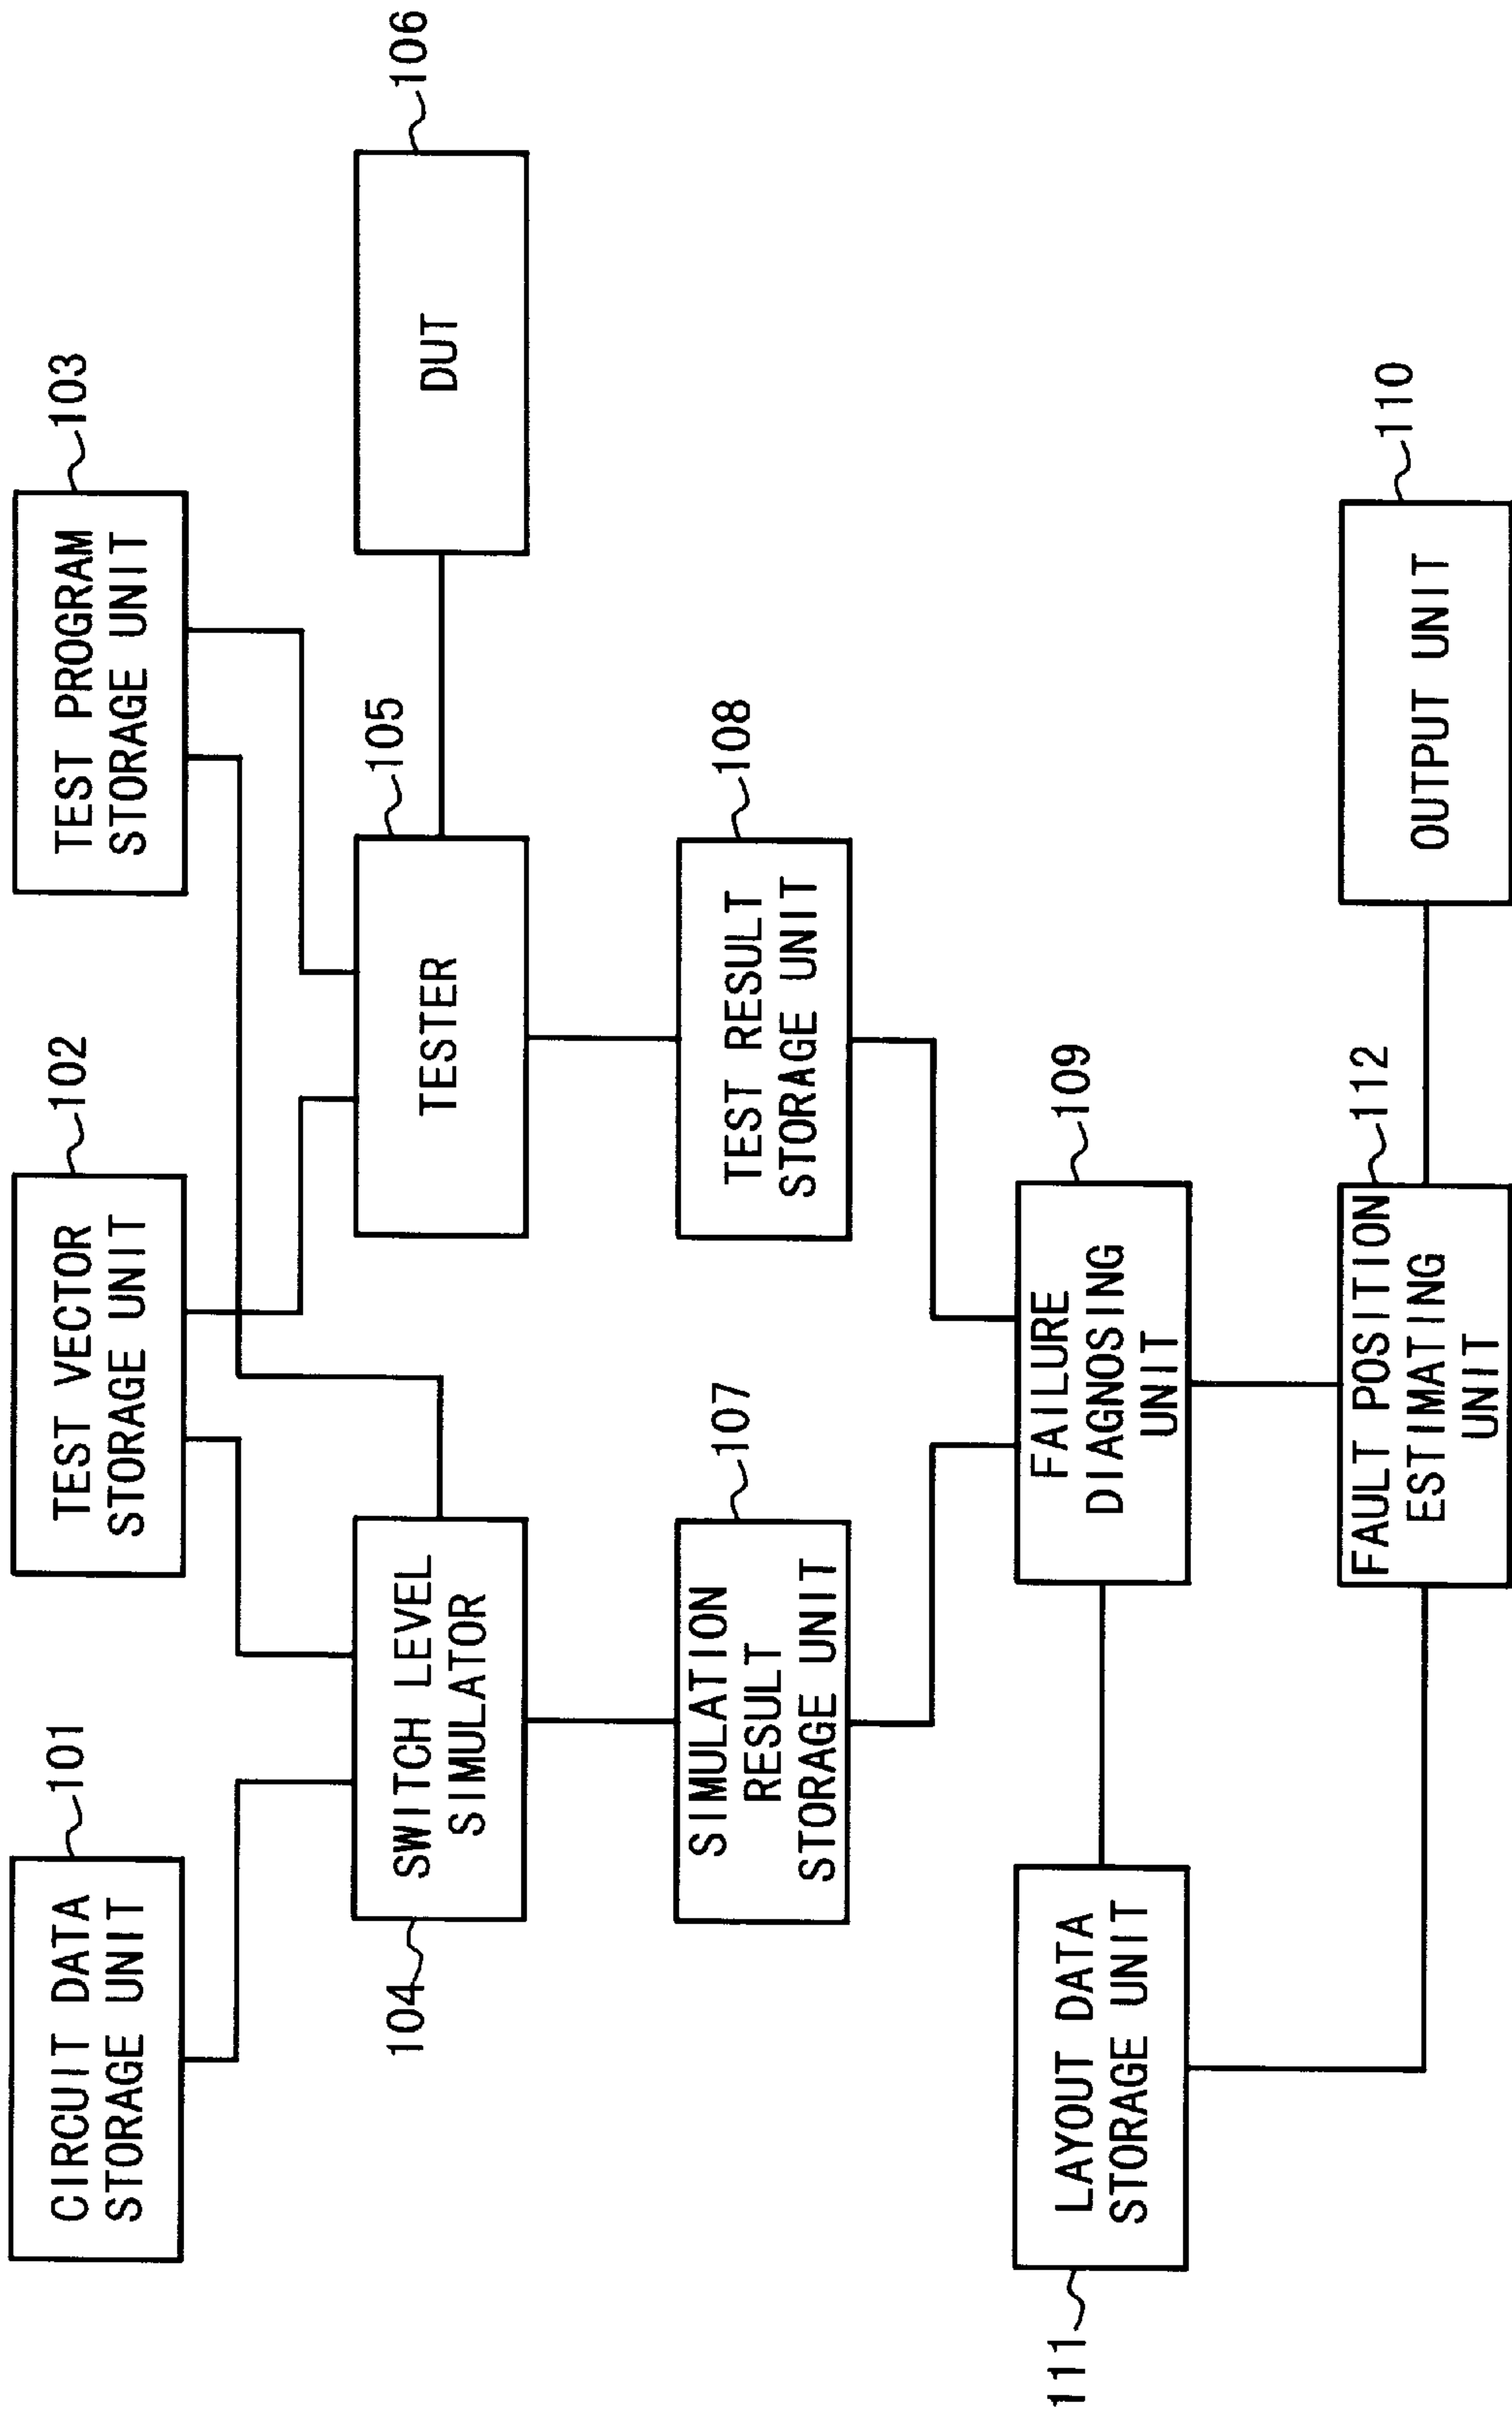 101
CIRCUIT DATA
STORAGE UNIT
102
TEST VECTOR
STORAGE UNIT
103
TEST PROGRAM
STORAGE UNIT
104
SWITCH LEVEL
SIMULATOR
105
TESTER
106
DUT
107
SIMULATION
RESULT
STORAGE UNIT
108
TEST RESULT
STORAGE UNIT
111
LAYOUT DATA
STORAGE UNIT
109
FAILURE
DIAGNOSING
UNIT
112
FAULT POSITION
ESTIMATING
UNIT
110
OUTPUT UNIT